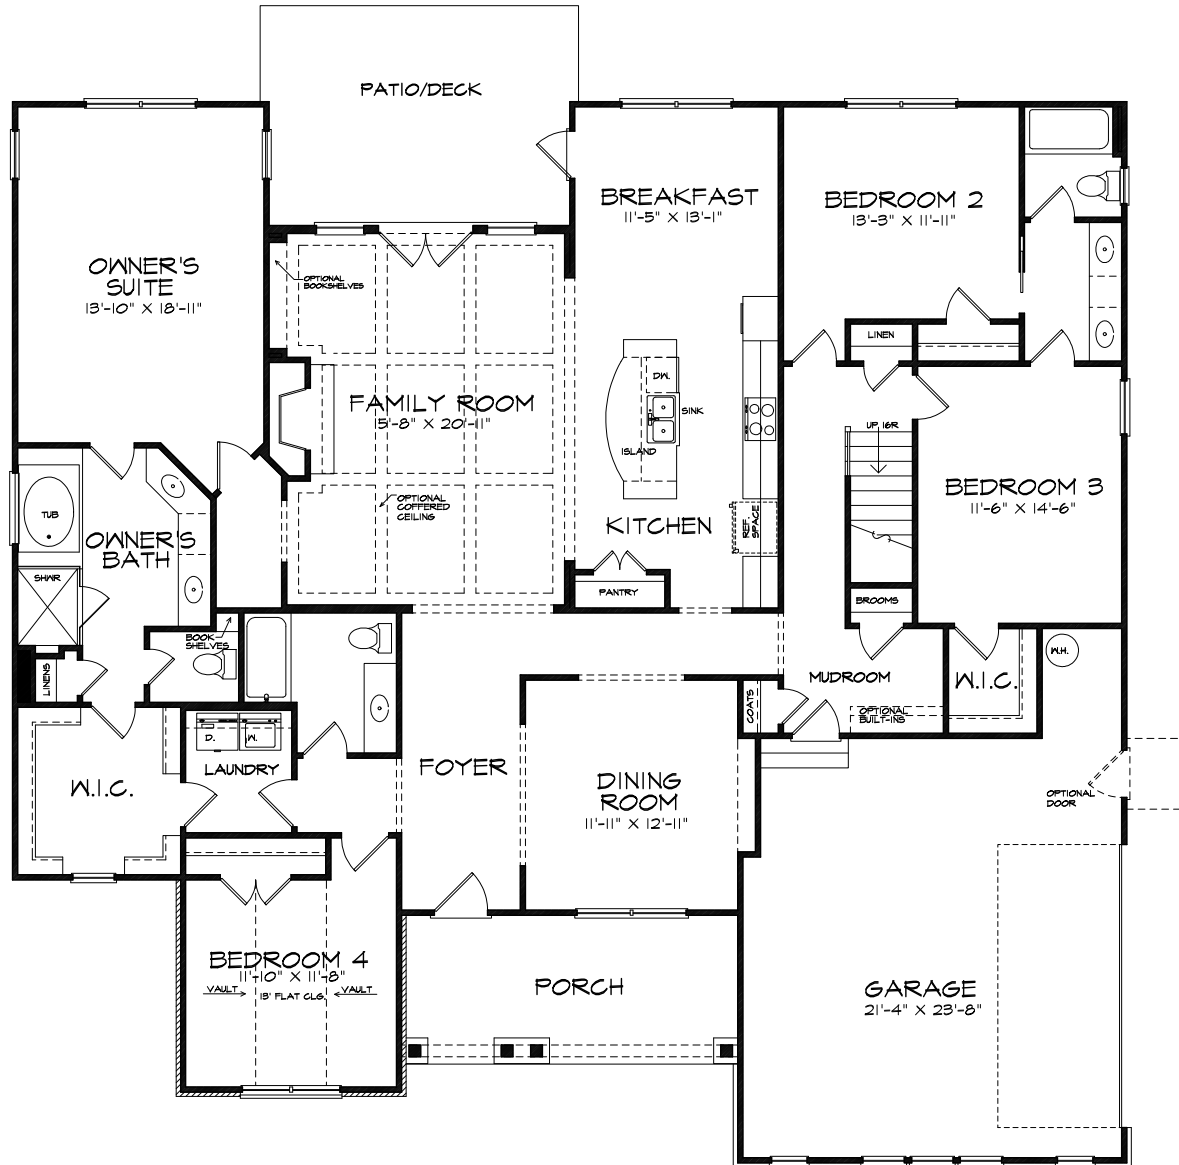 PATIO/DECK
BREAKFAST
11'-5" X 13'-1"
BEDROOM 2
13'-3" X 11'-11"
OWNER'S
SUITE
13'-10" X 18'-11"
OPTIONAL
BOOKSHELVES
LINEN
DW.
SINK
ISLAND
FAMILY ROOM
5'-8" X 20'-11"
UP 16R
BEDROOM 3
11'-6" X 14'-6"
OPTIONAL
COFFERED
CEILING
TUB
OWNER'S
BATH
KITCHEN
REF.
SPACE
SHWR
PANTRY
BROOMS
BOOK-
SHELVES
LINENS
W.H.
MUDROOM
W.I.C.
COATS
OPTIONAL
BUILT-INS
D.
W.
LAUNDRY
FOYER
W.I.C.
DINING
ROOM
11'-11" X 12'-11"
OPTIONAL
DOOR
BEDROOM 4
11'-10" X 11'-8"
VAULT
13' FLAT CLG.
VAULT
PORCH
GARAGE
21'-4" X 23'-8"